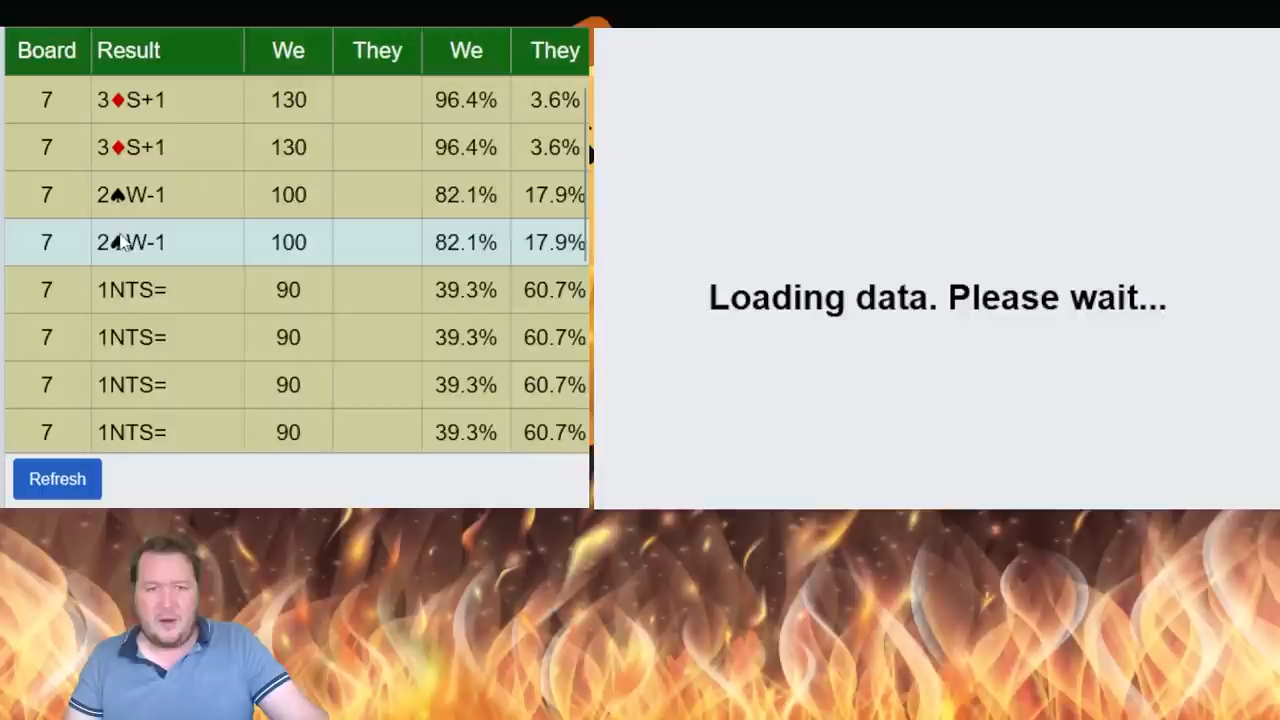 Board Result We They We They
7 3♦S+1 130 96.4% 3.6%
7 3♦S+1 130 96.4% 3.6%
7 2♠W-1 100 82.1% 17.9%
7 2♠W-1 100 82.1% 17.9%
7 1NTS= 90 39.3% 60.7%
7 1NTS= 90 39.3% 60.7%
7 1NTS= 90 39.3% 60.7%
7 1NTS= 90 39.3% 60.7%
Refresh
Loading data. Please wait...